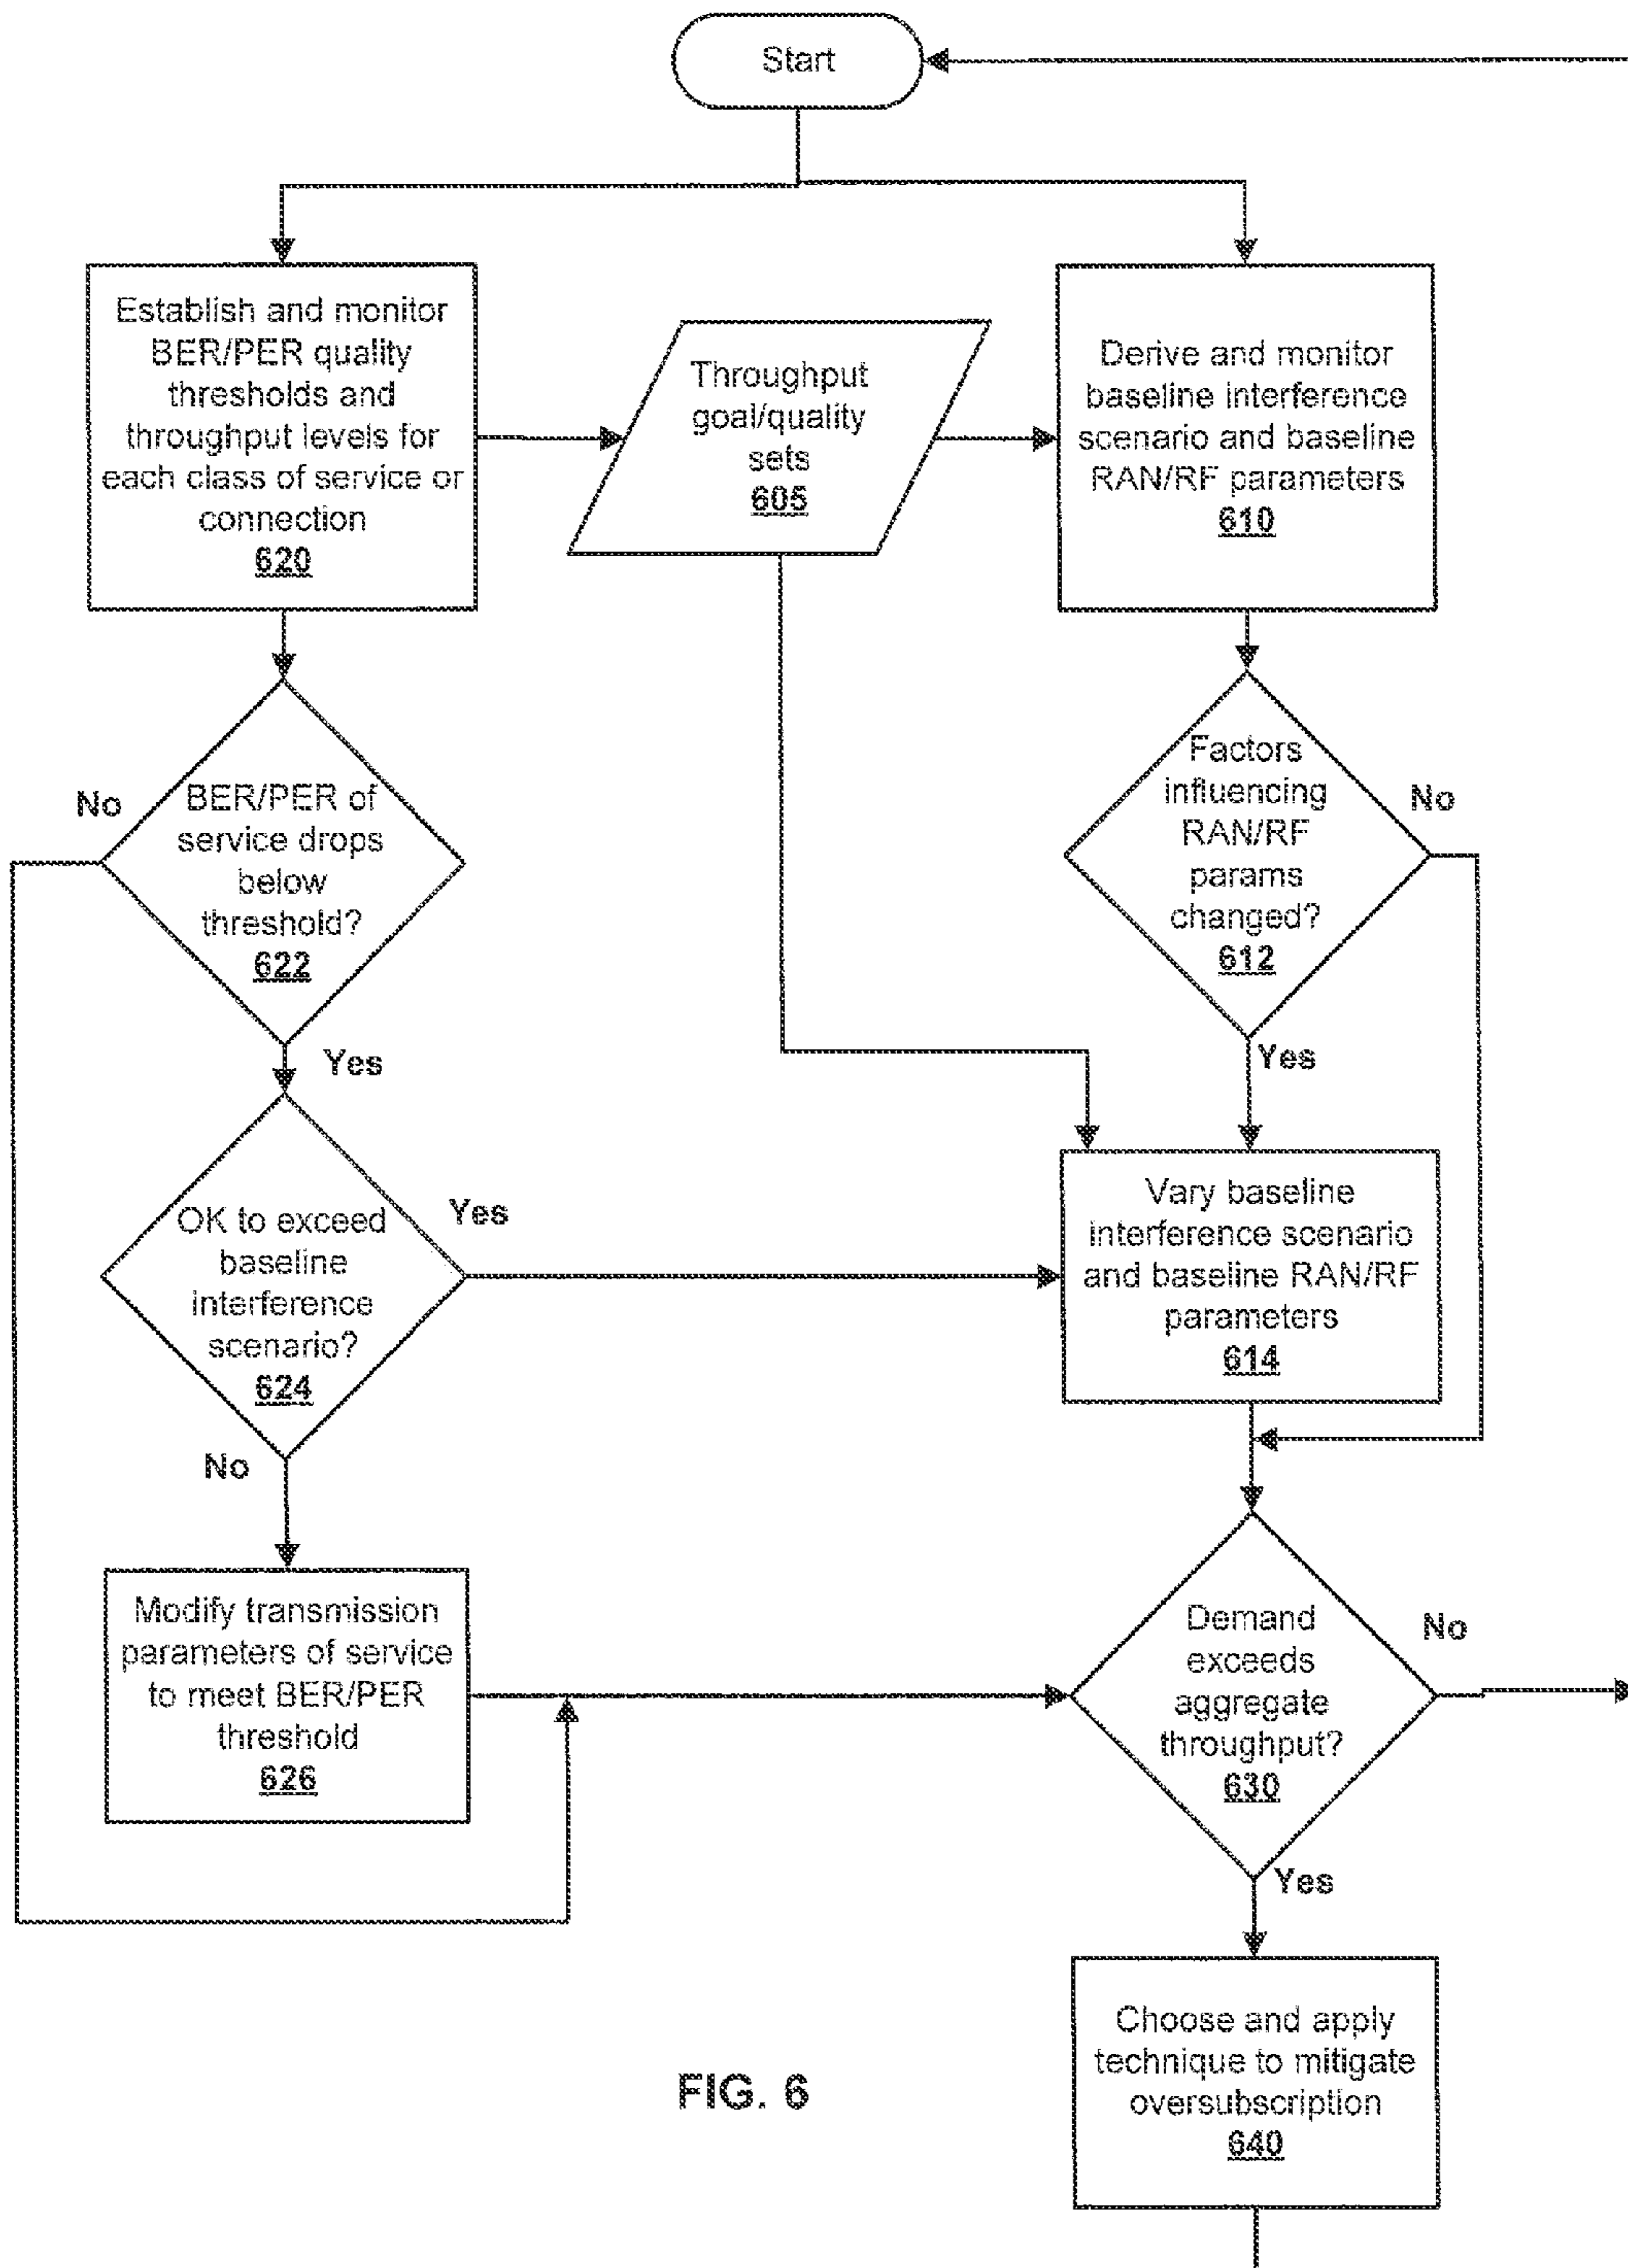 Start
Establish and monitor
BER/PER quality
thresholds and
throughput levels for
each class of service or
connection
620
Throughput
goal/quality
sets
605
Derive and monitor
baseline interference
scenario and baseline
RAN/RF parameters
610
No
BER/PER of
service drops
below
threshold?
622
Yes
Factors
influencing
RAN/RF
params
changed?
612
No
Yes
OK to exceed
baseline
interference
scenario?
624
Yes
No
Vary baseline
interference scenario
and baseline RAN/RF
parameters
614
Modify transmission
parameters of service
to meet BER/PER
threshold
626
Demand
exceeds
aggregate
throughput?
630
No
Yes
Choose and apply
technique to mitigate
oversubscription
640
FIG. 6